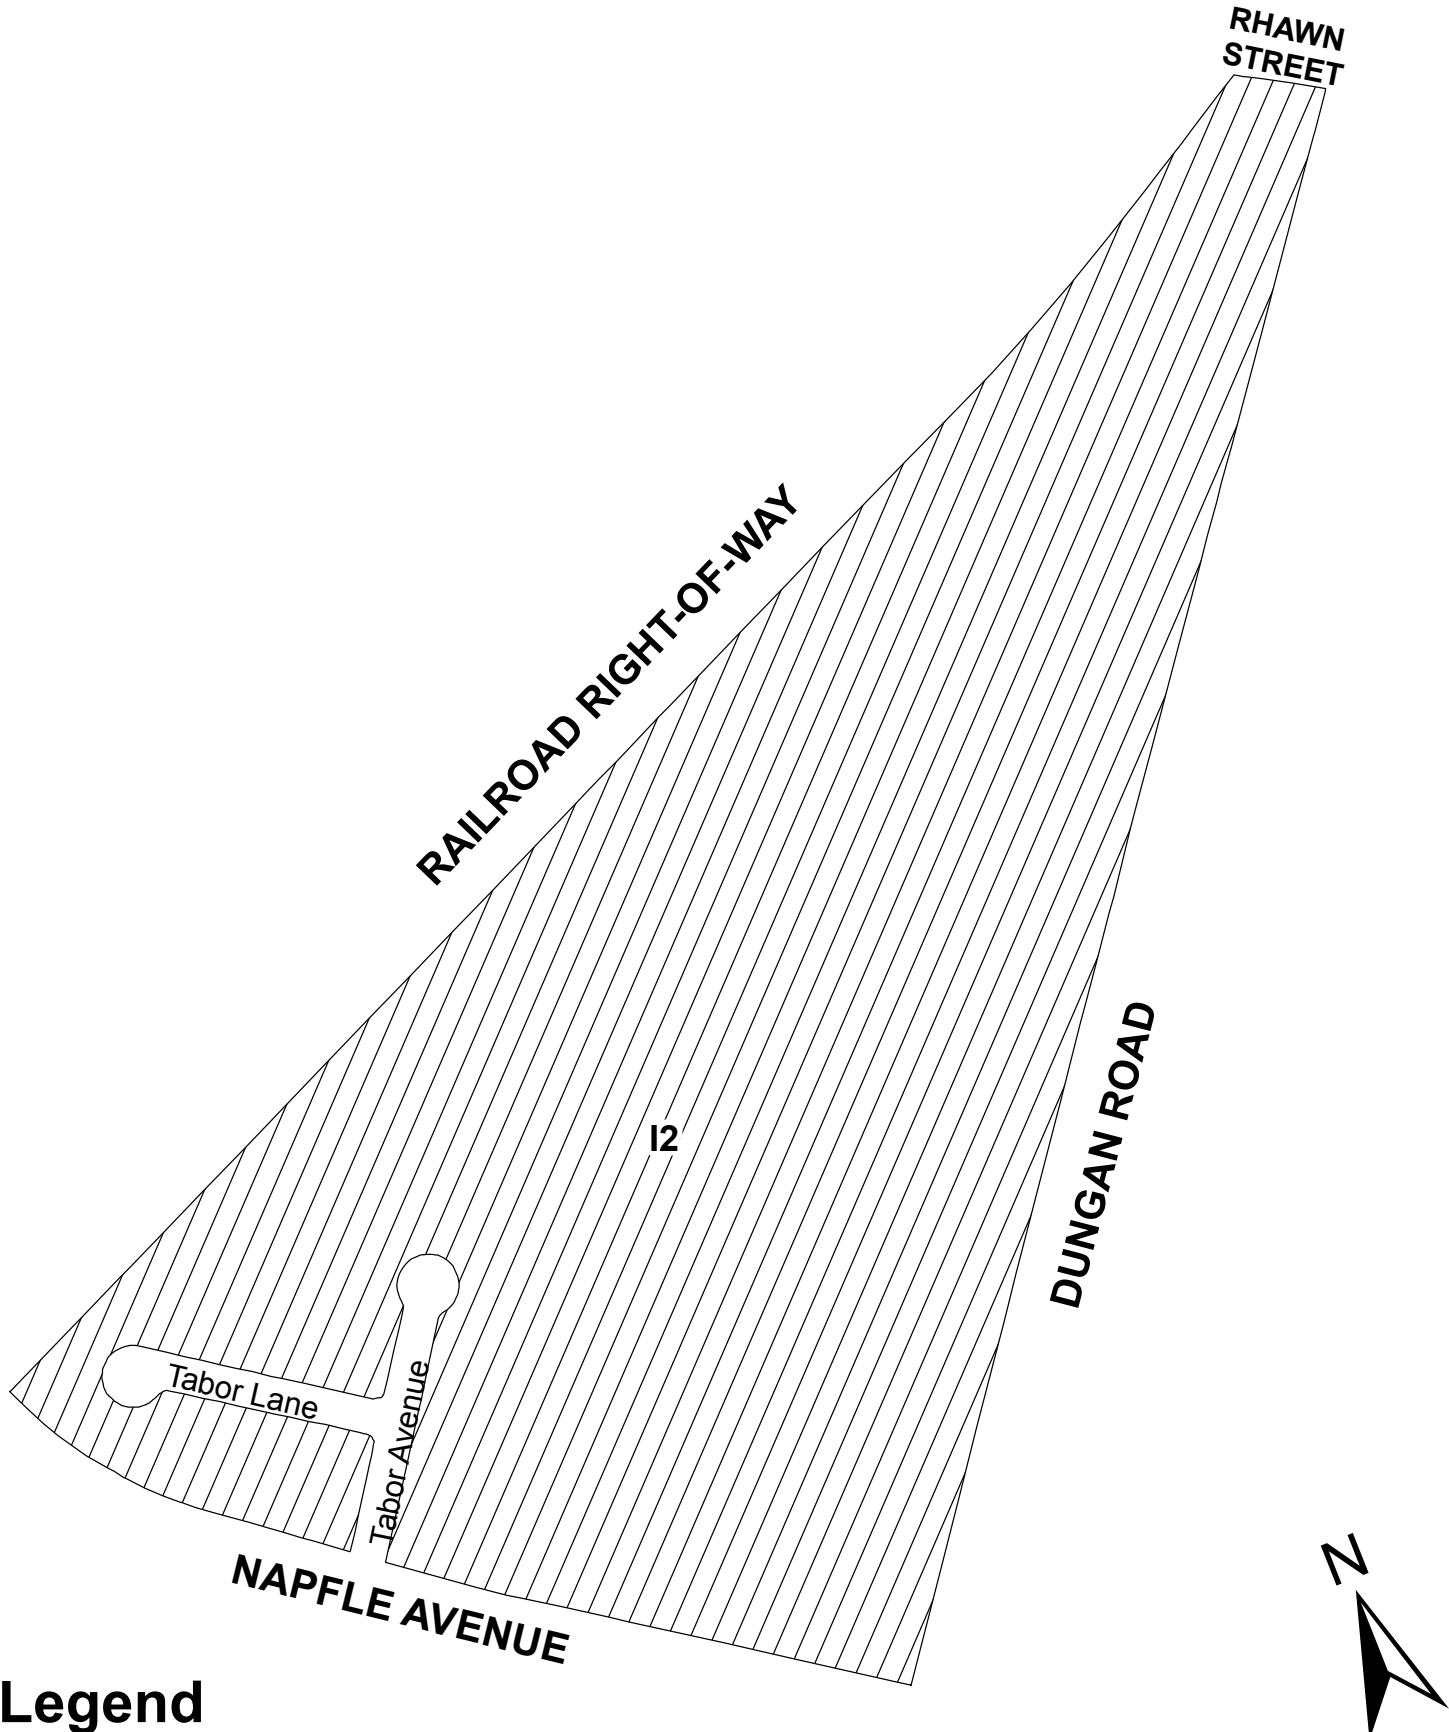 RHAWN
STREET
RAILROAD RIGHT-OF-WAY
DUNGAN ROAD
I2
Tabor Lane
Tabor Avenue
NAPFLE AVENUE
N
Legend